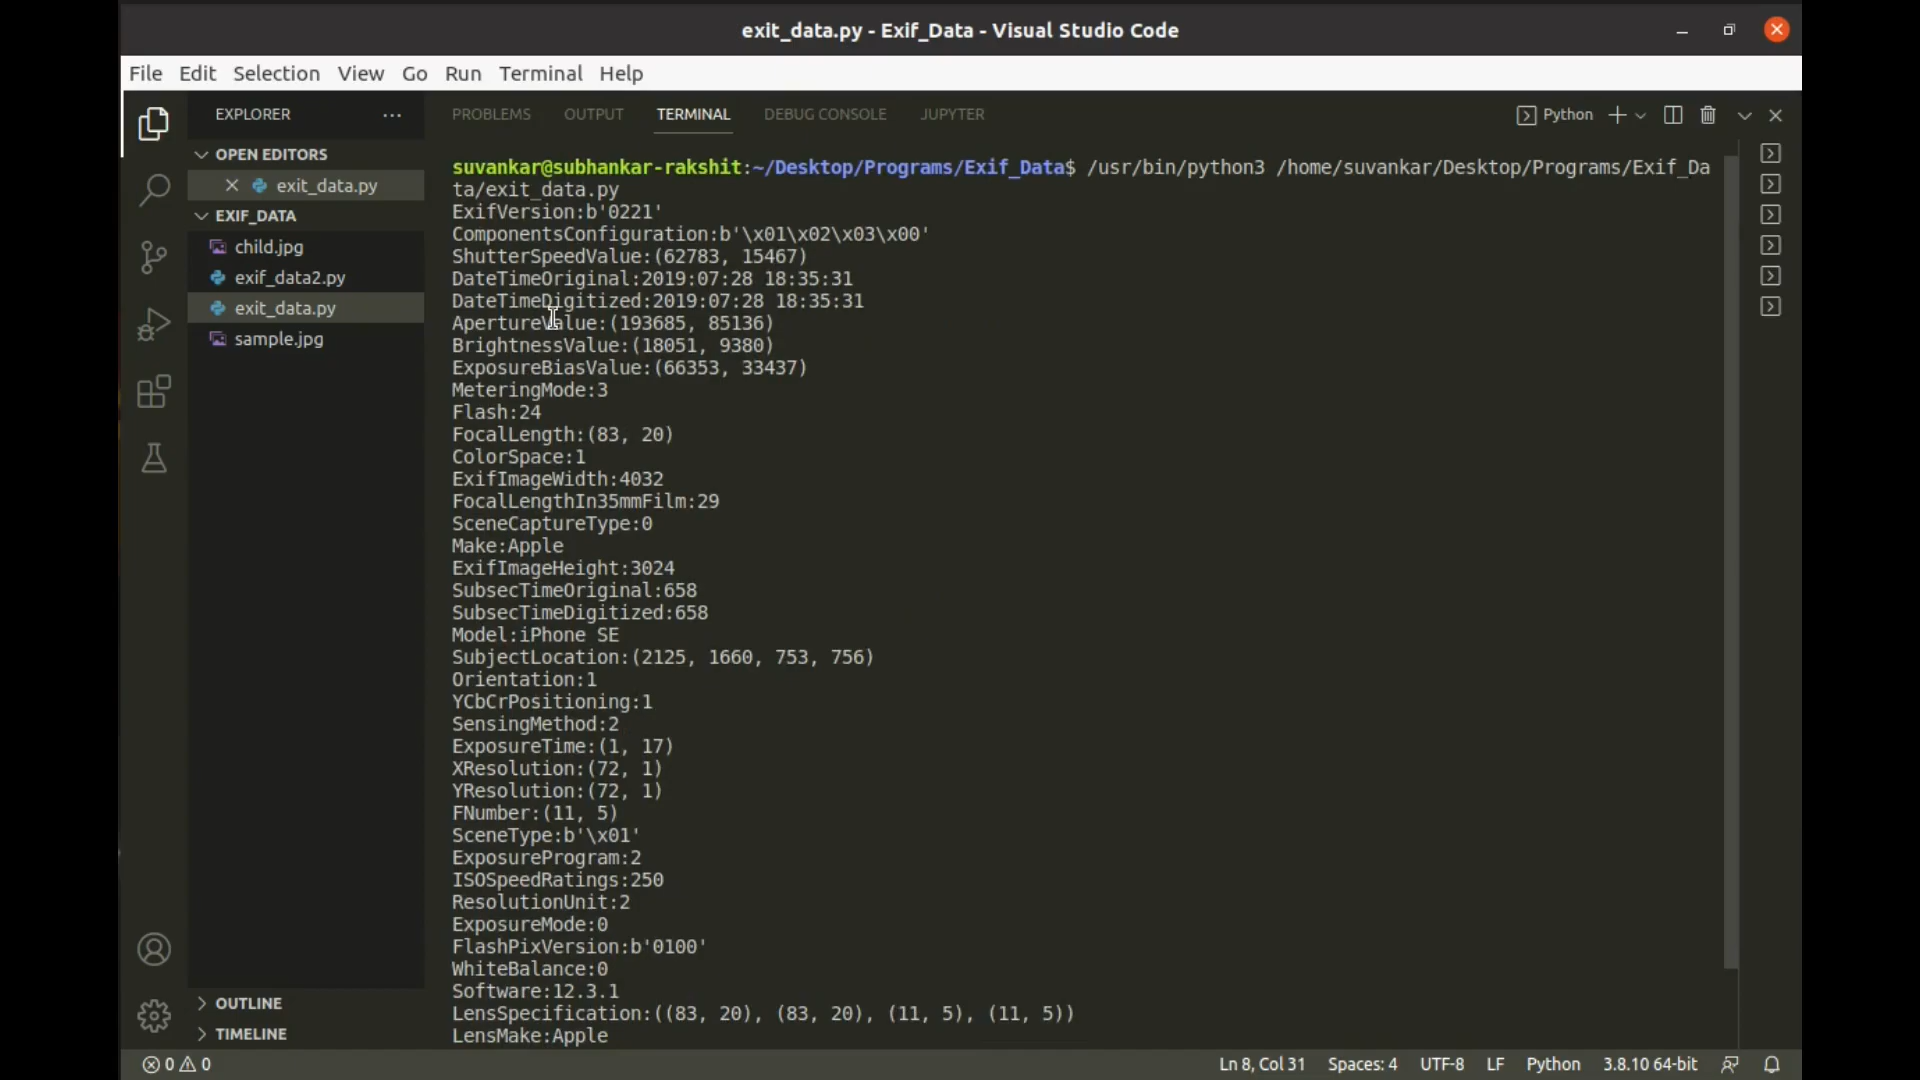 exit_data.py - Exif_Data - Visual Studio Code
File Edit Selection View Go Run Terminal Help
EXPLORER
OPEN EDITORS
exit_data.py
EXIF_DATA
child.jpg
exif_data2.py
exit_data.py
sample.jpg
OUTLINE
TIMELINE
PROBLEMS OUTPUT TERMINAL DEBUG CONSOLE JUPYTER
Python
suvankar@subhankar-rakshit:~/Desktop/Programs/Exif_Data$ /usr/bin/python3 /home/suvankar/Desktop/Programs/Exif_Da
ta/exit_data.py
ExifVersion:b'0221'
ComponentsConfiguration:b'\x01\x02\x03\x00'
ShutterSpeedValue:(62783, 15467)
DateTimeOriginal:2019:07:28 18:35:31
DateTimeDigitized:2019:07:28 18:35:31
ApertureValue:(193685, 85136)
BrightnessValue:(18051, 9380)
ExposureBiasValue:(66353, 33437)
MeteringMode:3
Flash:24
FocalLength:(83, 20)
ColorSpace:1
ExifImageWidth:4032
FocalLengthIn35mmFilm:29
SceneCaptureType:0
Make:Apple
ExifImageHeight:3024
SubsecTimeOriginal:658
SubsecTimeDigitized:658
Model:iPhone SE
SubjectLocation:(2125, 1660, 753, 756)
Orientation:1
YCbCrPositioning:1
SensingMethod:2
ExposureTime:(1, 17)
XResolution:(72, 1)
YResolution:(72, 1)
FNumber:(11, 5)
SceneType:b'\x01'
ExposureProgram:2
ISOSpeedRatings:250
ResolutionUnit:2
ExposureMode:0
FlashPixVersion:b'0100'
WhiteBalance:0
Software:12.3.1
LensSpecification:((83, 20), (83, 20), (11, 5), (11, 5))
LensMake:Apple
0 0 Ln 8, Col 31 Spaces: 4 UTF-8 LF Python 3.8.10 64-bit